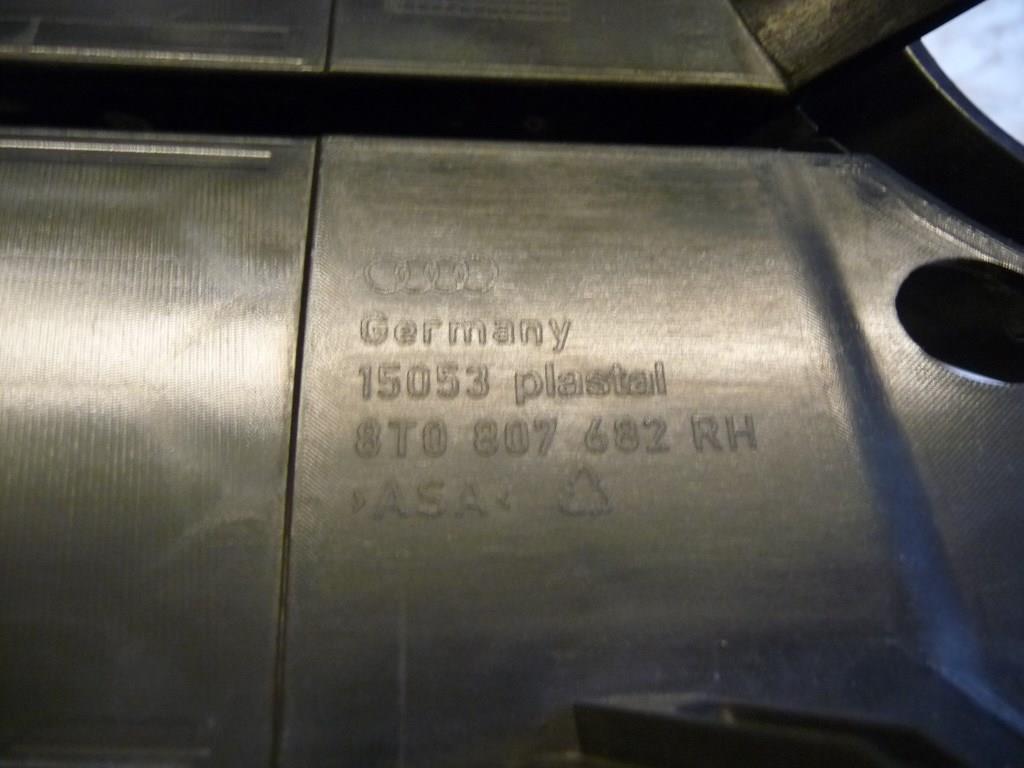 Germany
15053 plastal
8T0 807 682 RH
>ASA<